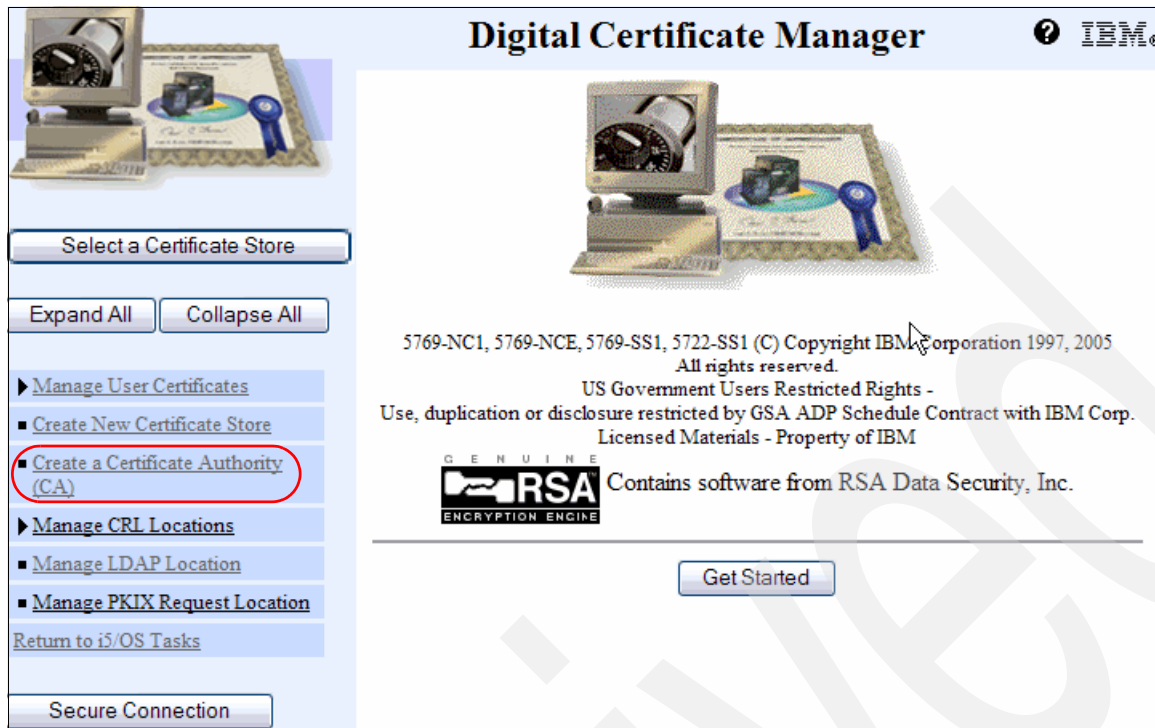 Digital Certificate Manager
IBM
Select a Certificate Store
Expand All
Collapse All
Manage User Certificates
Create New Certificate Store
Create a Certificate Authority
(CA)
Manage CRL Locations
Manage LDAP Location
Manage PKIX Request Location
Return to i5/OS Tasks
Secure Connection
5769-NC1, 5769-NCE, 5769-SS1, 5722-SS1 (C) Copyright IBM Corporation 1997, 2005
All rights reserved.
US Government Users Restricted Rights -
Use, duplication or disclosure restricted by GSA ADP Schedule Contract with IBM Corp.
Licensed Materials - Property of IBM
GENUINE
RSA
ENCRYPTION ENGINE
Contains software from RSA Data Security, Inc.
Get Started